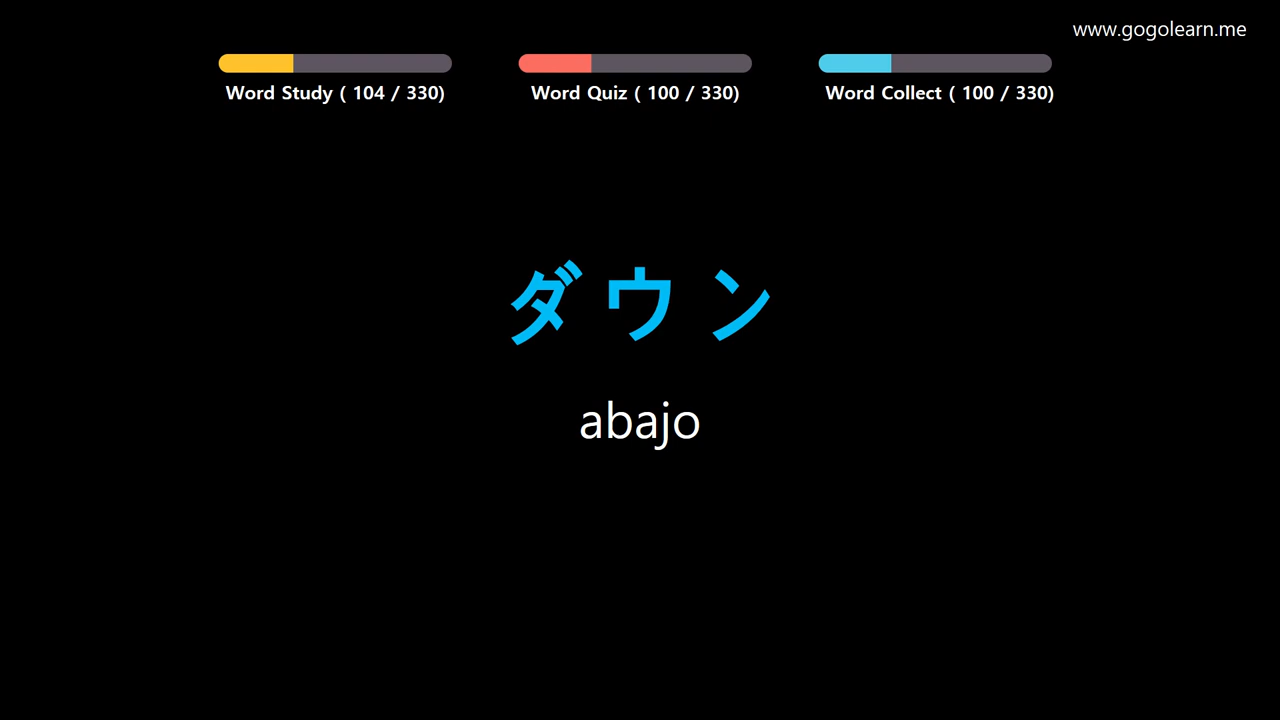 www.gogolearn.me
Word Study ( 104 / 330)
Word Quiz ( 100 / 330)
Word Collect ( 100 / 330)
ダウン
abajo